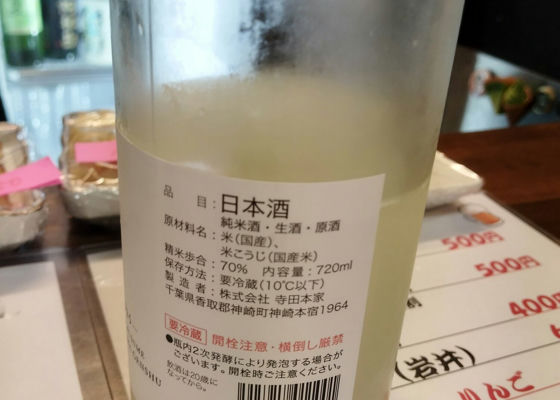 品目：日本酒
純米酒・生酒・原酒
原材料名：米(国産)、
米こうじ(国産米)
精米歩合：70% 内容量：720ml
保存方法：要冷蔵(10℃以下)
製造者：株式会社 寺田本家
千葉県香取郡神崎町神崎本宿1964
要冷蔵 開栓注意・横倒し厳禁
●瓶内2次発酵により発泡する場合が
ございます。開栓時ご注意ください。
飲酒は20歳に
なってから。
500円
500円
400円
(岩井)
りんご